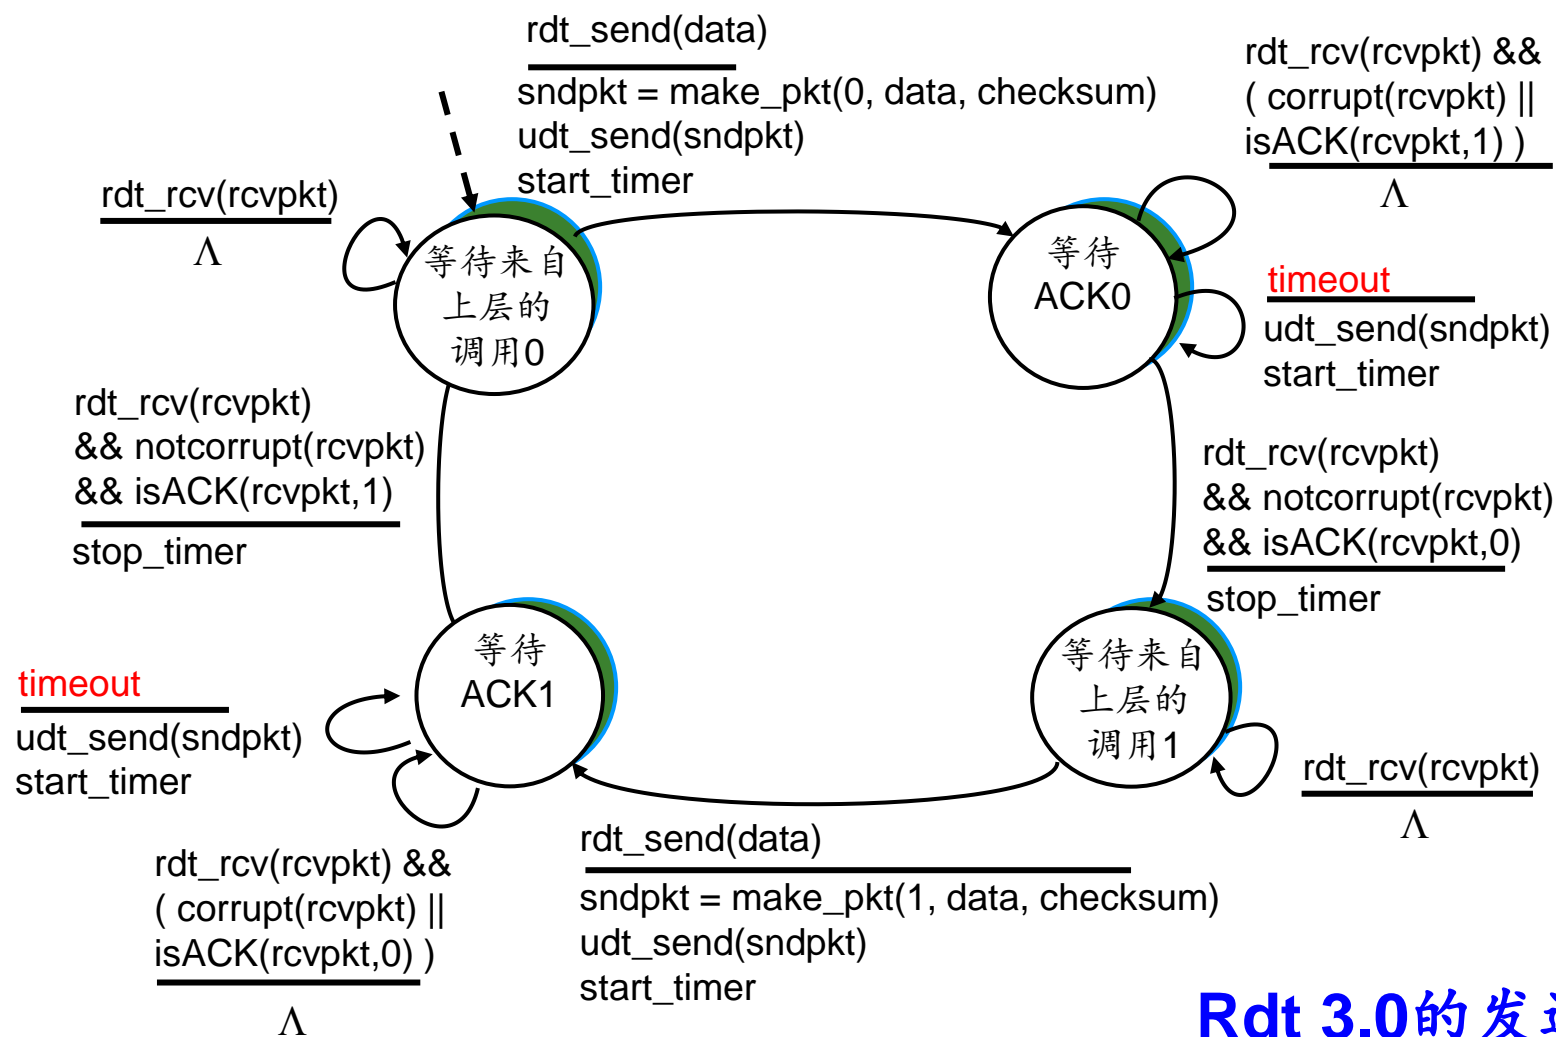 rdt_send(data)
sndpkt = make_pkt(0, data, checksum)
udt_send(sndpkt)
start_timer
rdt_rcv(rcvpkt) &&
( corrupt(rcvpkt) ||
isACK(rcvpkt,1) )
Λ
rdt_rcv(rcvpkt)
Λ
等待来自
上层的
调用0
等待
ACK0
timeout
udt_send(sndpkt)
start_timer
rdt_rcv(rcvpkt)
&& notcorrupt(rcvpkt)
&& isACK(rcvpkt,1)
stop_timer
rdt_rcv(rcvpkt)
&& notcorrupt(rcvpkt)
&& isACK(rcvpkt,0)
stop_timer
等待
ACK1
等待来自
上层的
调用1
timeout
udt_send(sndpkt)
start_timer
rdt_rcv(rcvpkt)
Λ
rdt_rcv(rcvpkt) &&
( corrupt(rcvpkt) ||
isACK(rcvpkt,0) )
Λ
rdt_send(data)
sndpkt = make_pkt(1, data, checksum)
udt_send(sndpkt)
start_timer
Rdt 3.0的发